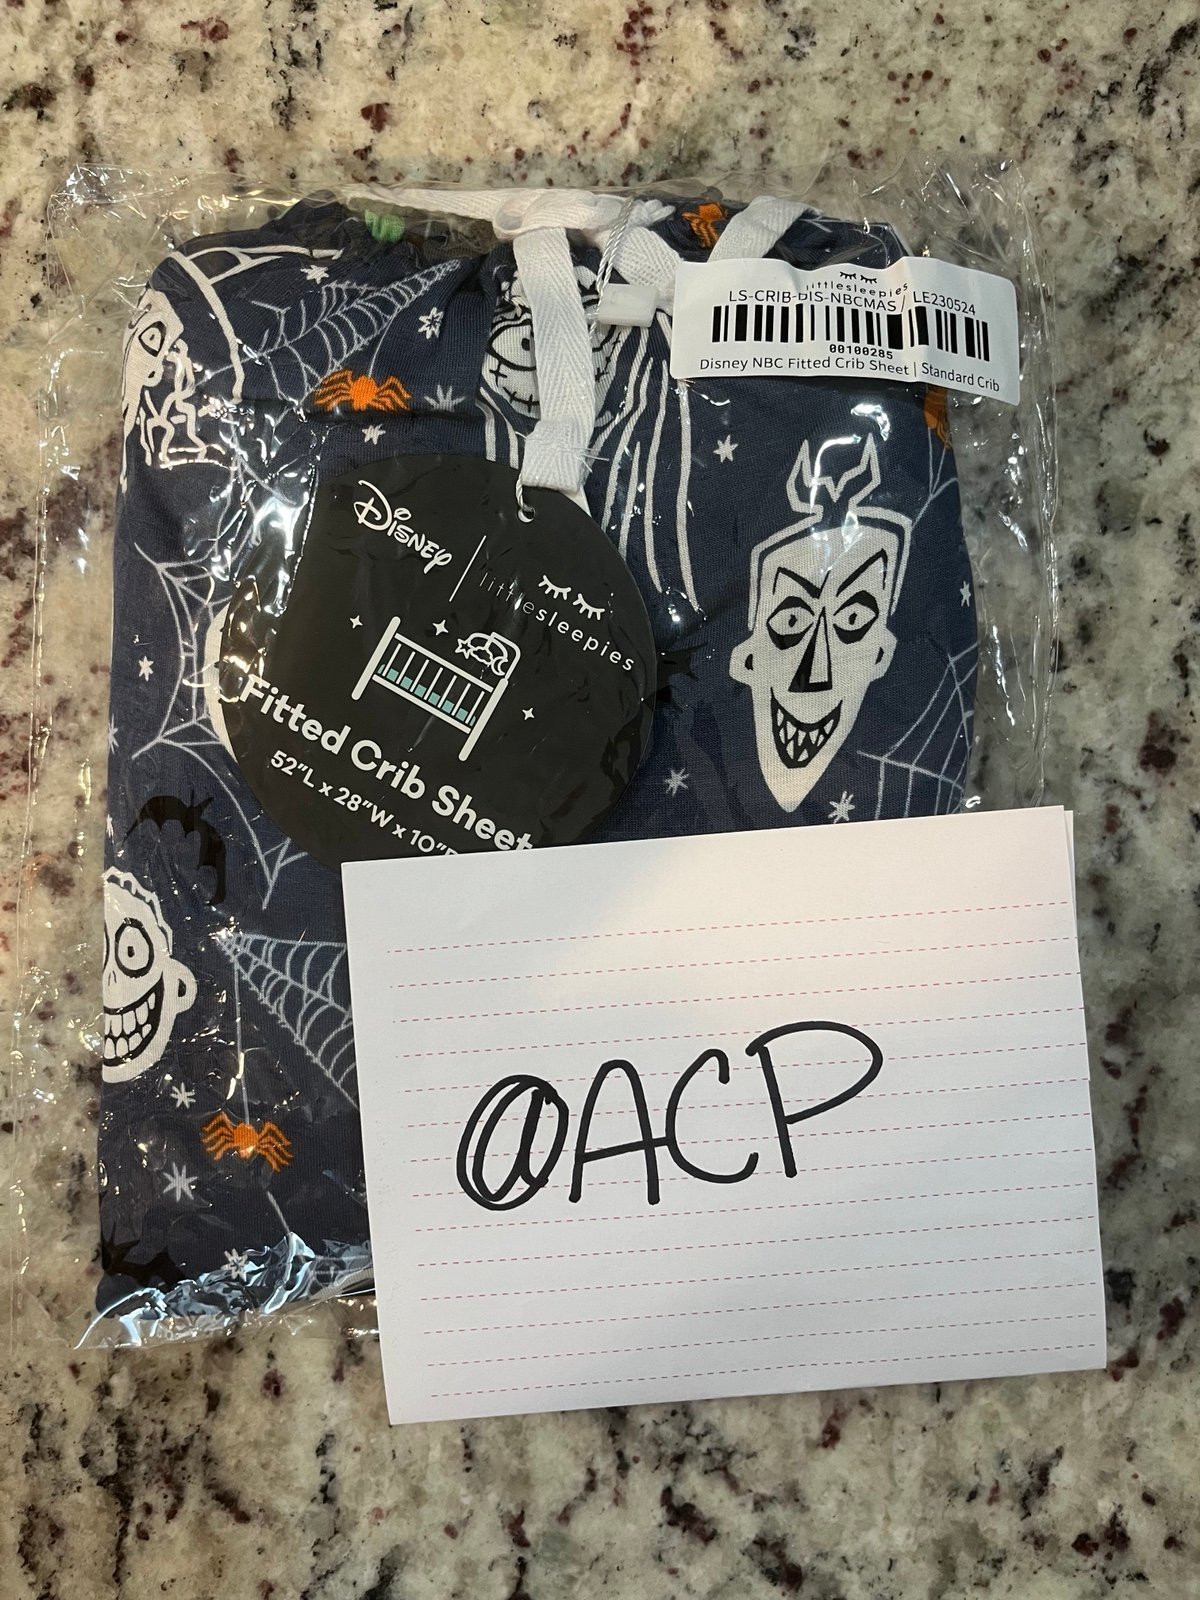 littlesleepies
LS-CRIB-DIS-NBCMAS / LE230524
00100285
Disney NBC Fitted Crib Sheet | Standard Crib
Disney | littlesleepies
Fitted Crib Sheet
52"L x 28"W x 10"
@ACP